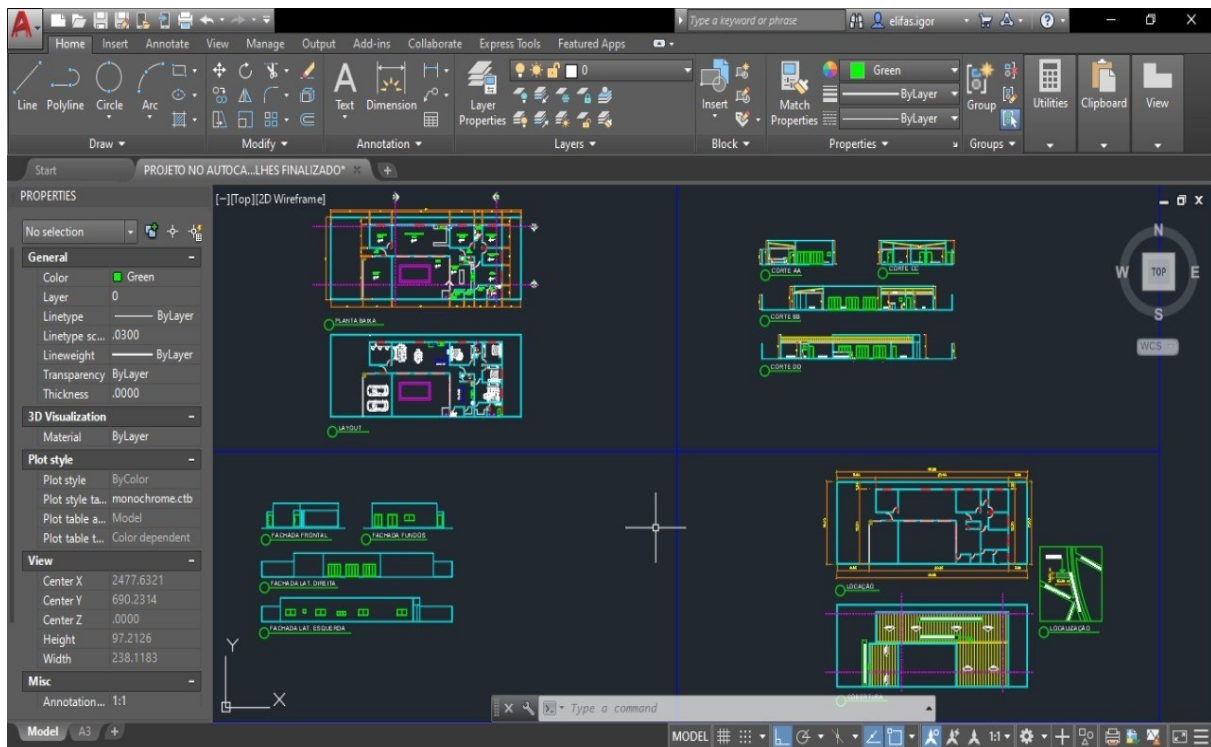 A
Type a keyword or phrase
elifas.igor
Home Insert Annotate View Manage Output Add-ins Collaborate Express Tools Featured Apps
Line Polyline Circle Arc
Text Dimension
Layer Properties
0
Insert
Match Properties
Green
ByLayer
ByLayer
Group
Utilities
Clipboard
View
Draw Modify Annotation Layers Block Properties Groups
Start PROJETO NO AUTOCA...LHES FINALIZADO*
PROPERTIES
No selection
General
Color Green
Layer 0
Linetype ByLayer
Linetype sc... .0300
Lineweight ByLayer
Transparency ByLayer
Thickness .0000
3D Visualization
Material ByLayer
Plot style
Plot style ByColor
Plot style ta... monochrome.ctb
Plot table a... Model
Plot table t... Color dependent
View
Center X 2477.6321
Center Y 690.2314
Center Z .0000
Height 97.2126
Width 238.1183
Misc
Annotation... 1:1
[−][Top][2D Wireframe]
PLANTA BAIXA
LAYOUT
CORTE AA
CORTE CC
CORTE BB
CORTE DD
N
W TOP E
S
WCS
FACHADA FRONTAL
FACHADA FUNDOS
FACHADA LAT. DIREITA
FACHADA LAT. ESQUERDA
LOCAÇÃO
LOCALIZAÇÃO
Y
X
Type a command
Model A3
MODEL
1:1